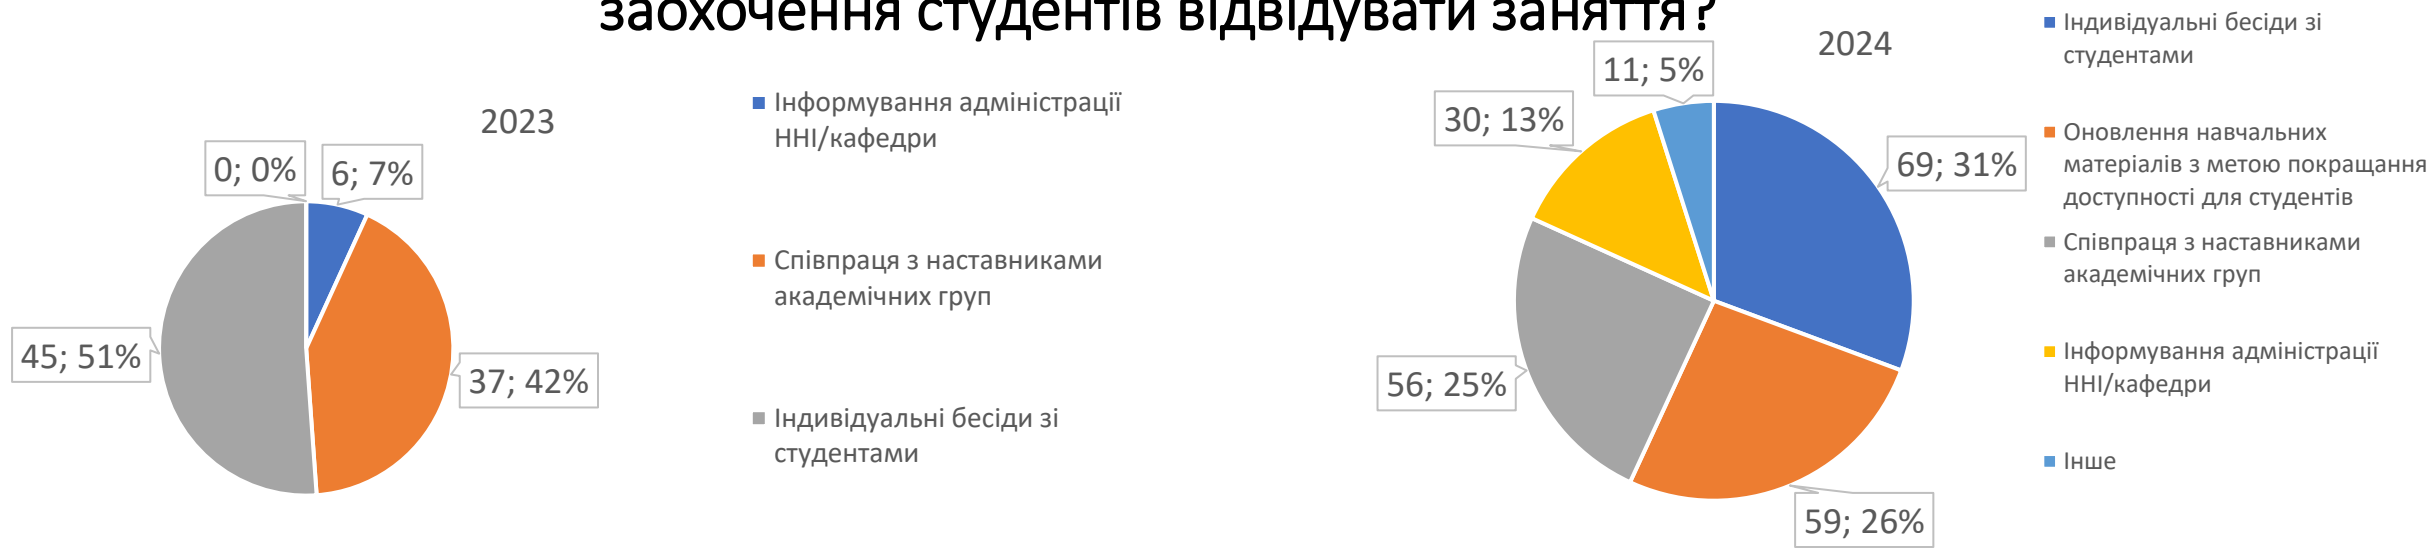 заохочення студентів відвідувати заняття?
2023
0; 0%
6; 7%
45; 51%
37; 42%
Інформування адміністрації
ННІ/кафедри
Співпраця з наставниками
академічних груп
Індивідуальні бесіди зі
студентами
2024
11; 5%
30; 13%
69; 31%
56; 25%
59; 26%
Індивідуальні бесіди зі
студентами
Оновлення навчальних
матеріалів з метою покращання
доступності для студентів
Співпраця з наставниками
академічних груп
Інформування адміністрації
ННІ/кафедри
Інше